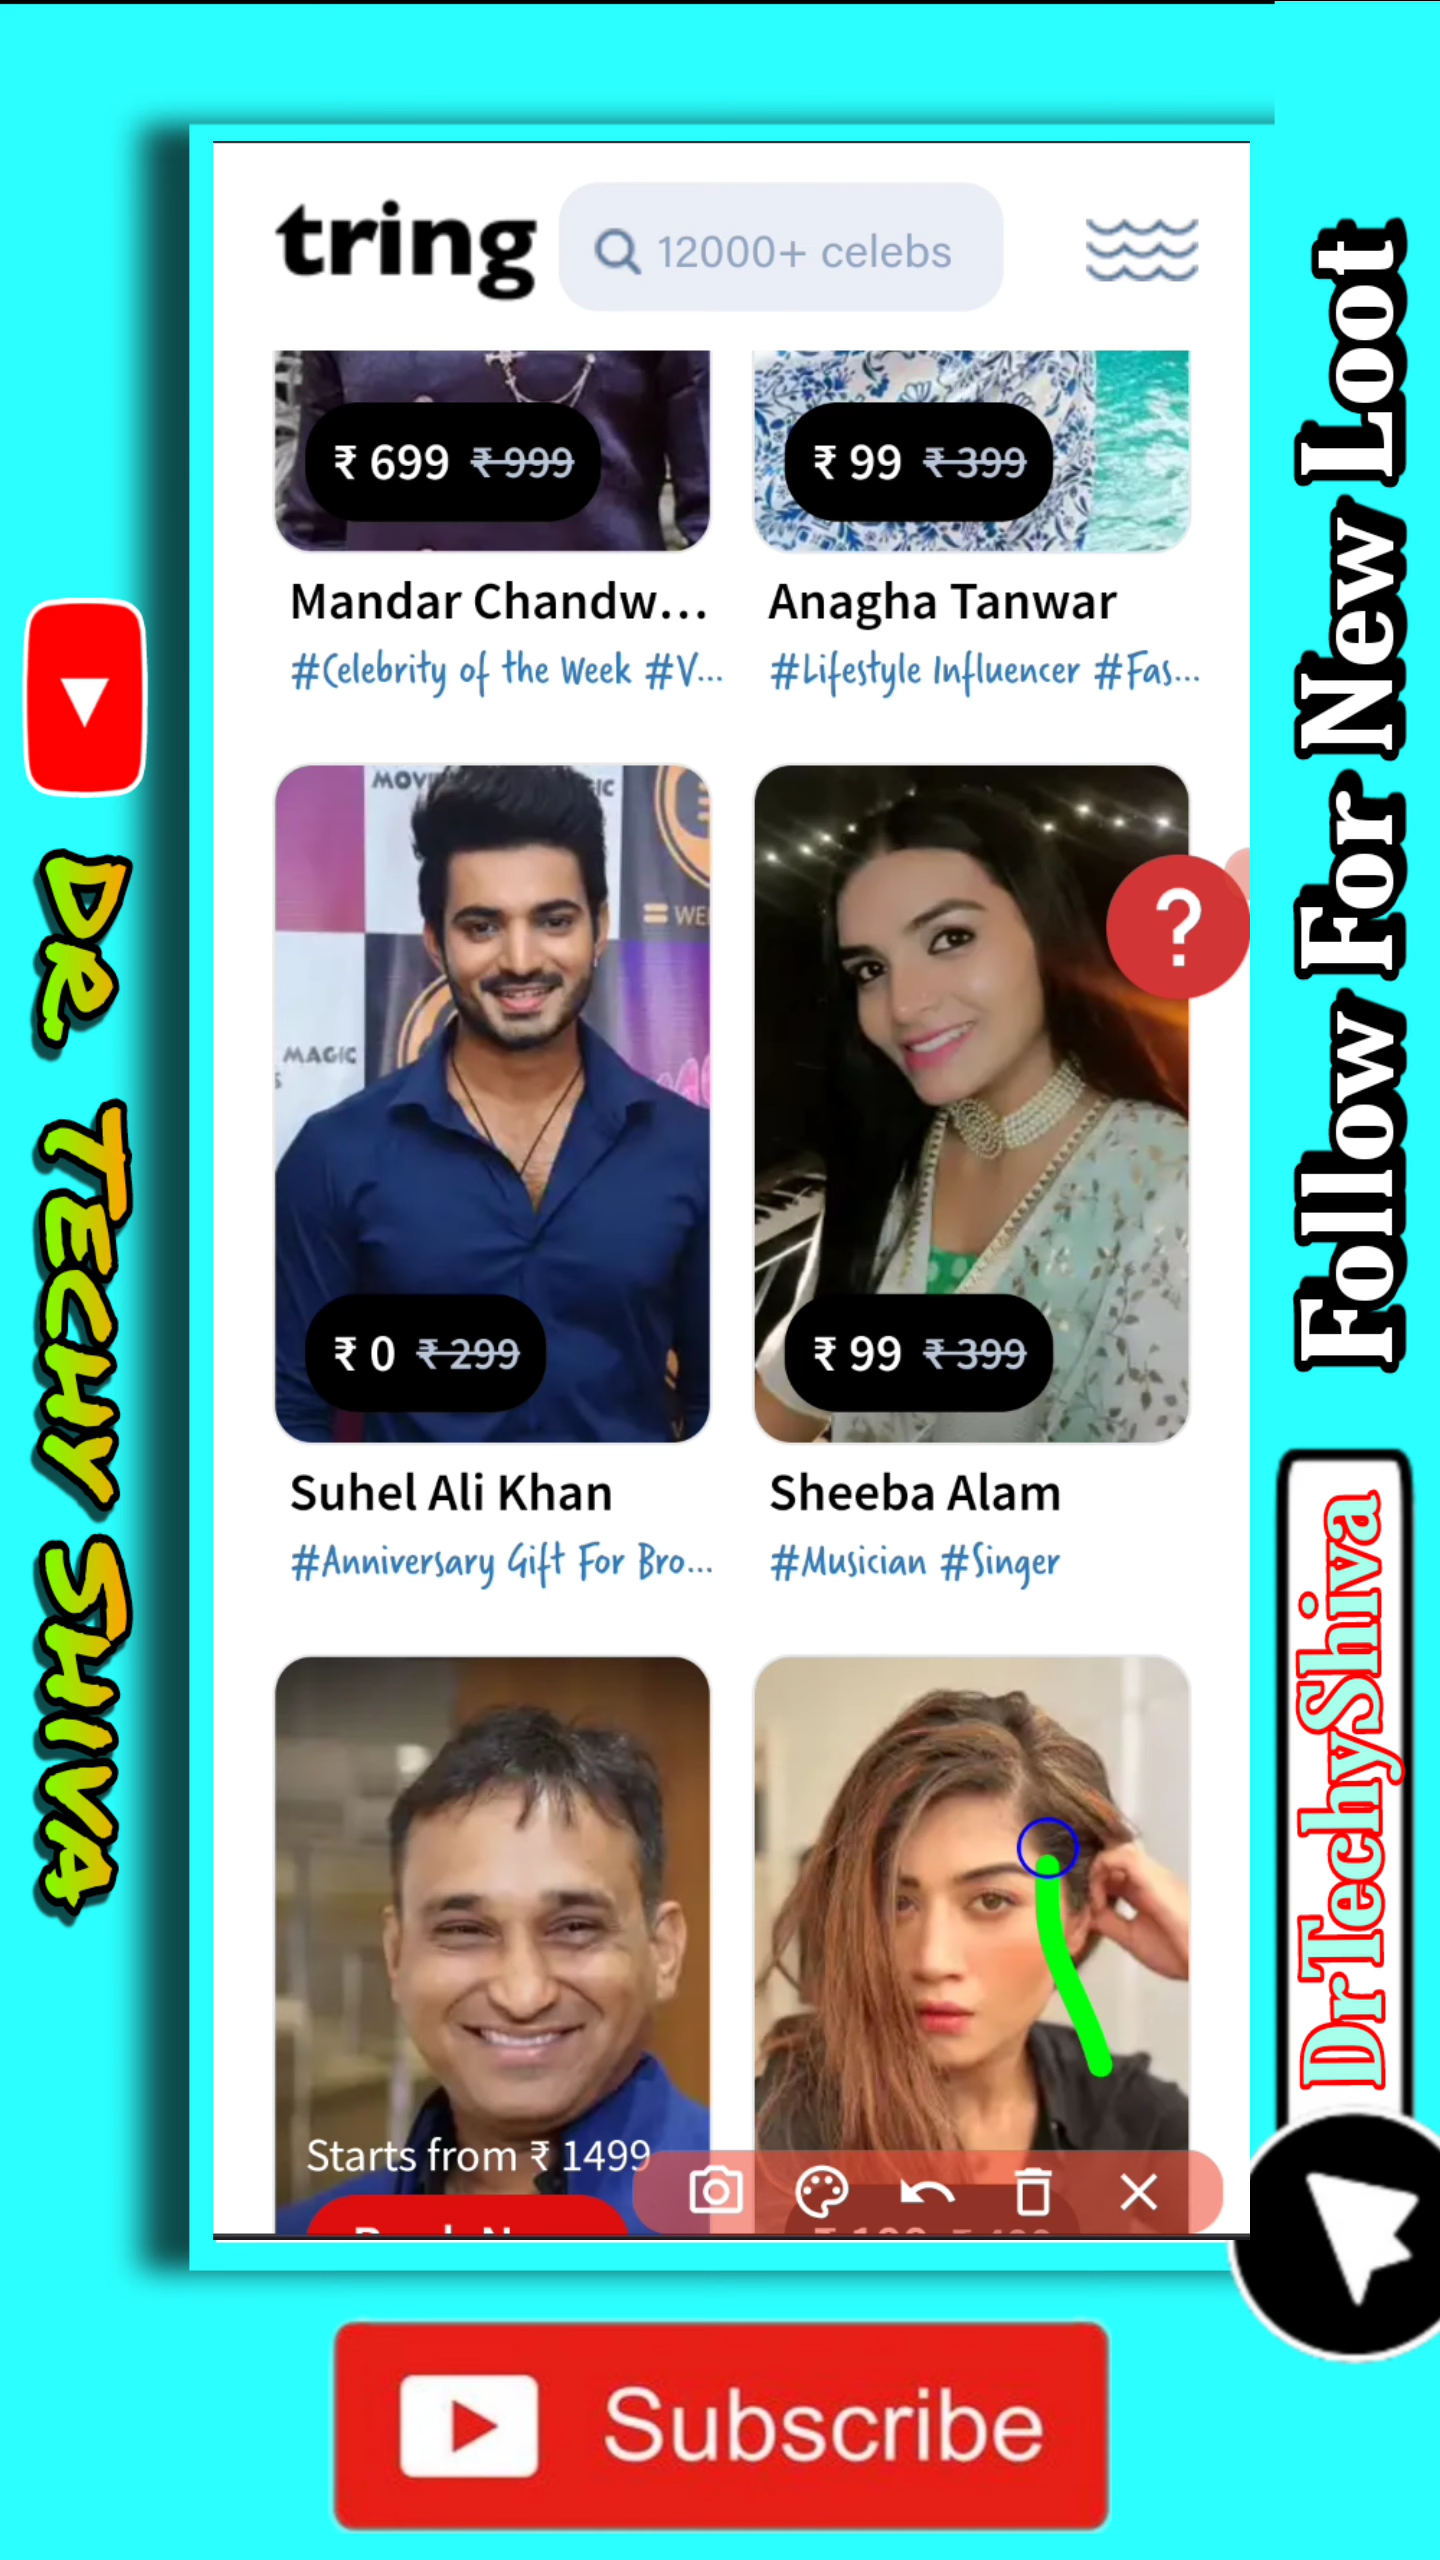 tring
12000+ celebs
₹ 699 ₹ 999
₹ 99 ₹ 399
Mandar Chandw...
Anagha Tanwar
#Celebrity of the Week #V...
#Lifestyle Influencer #Fas...
MAGIC
= WE
?
₹ 0 ₹ 299
₹ 99 ₹ 399
Suhel Ali Khan
Sheeba Alam
#Anniversary Gift For Bro...
#Musician #Singer
Starts from ₹ 1499
Subscribe
DR TECHY SHIVA
Follow For New Loot
DrTechyShiva